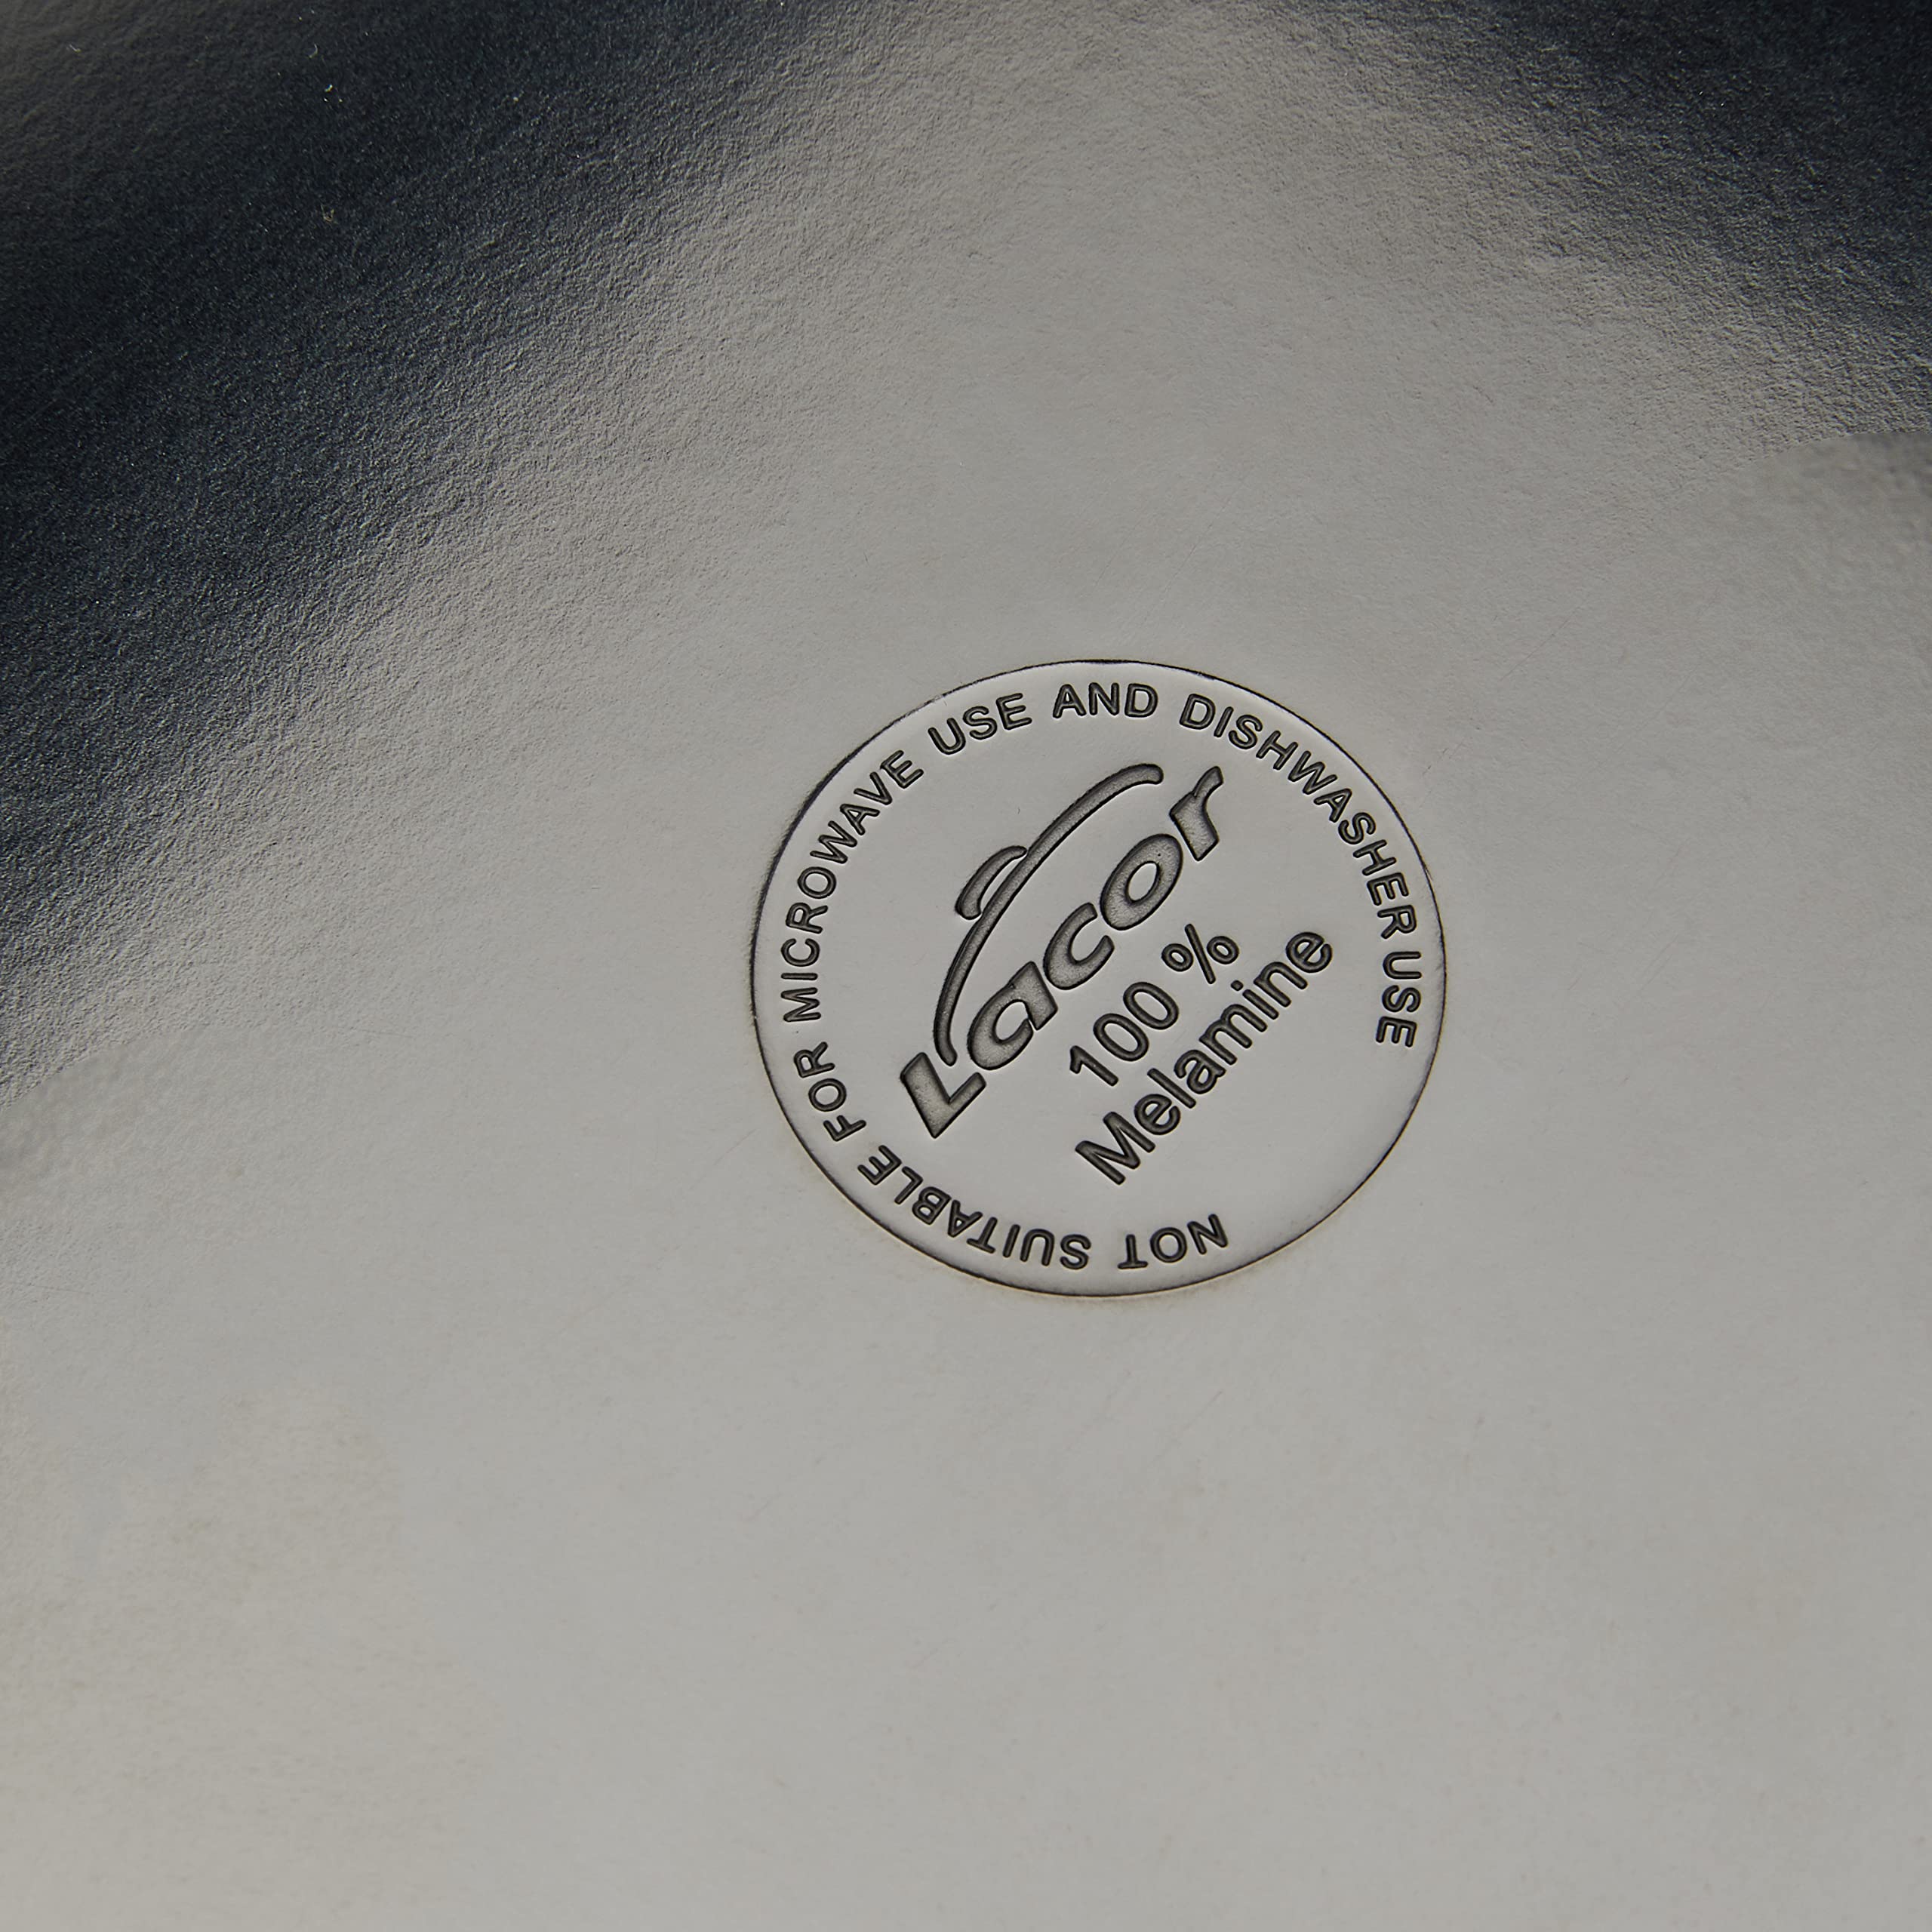 NOT SUITABLE FOR MICROWAVE USE AND DISHWASHER USE
Lacor
100 %
Melamine